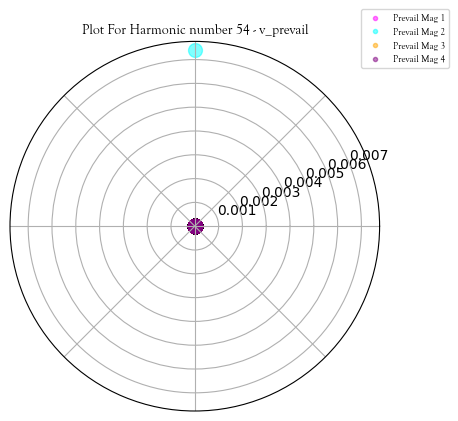 Plot For Harmonic number 54 - v_prevail
Prevail Mag 1
Prevail Mag 2
Prevail Mag 3
Prevail Mag 4
0.007
0.006
0.005
0.004
0.003
0.002
0.001